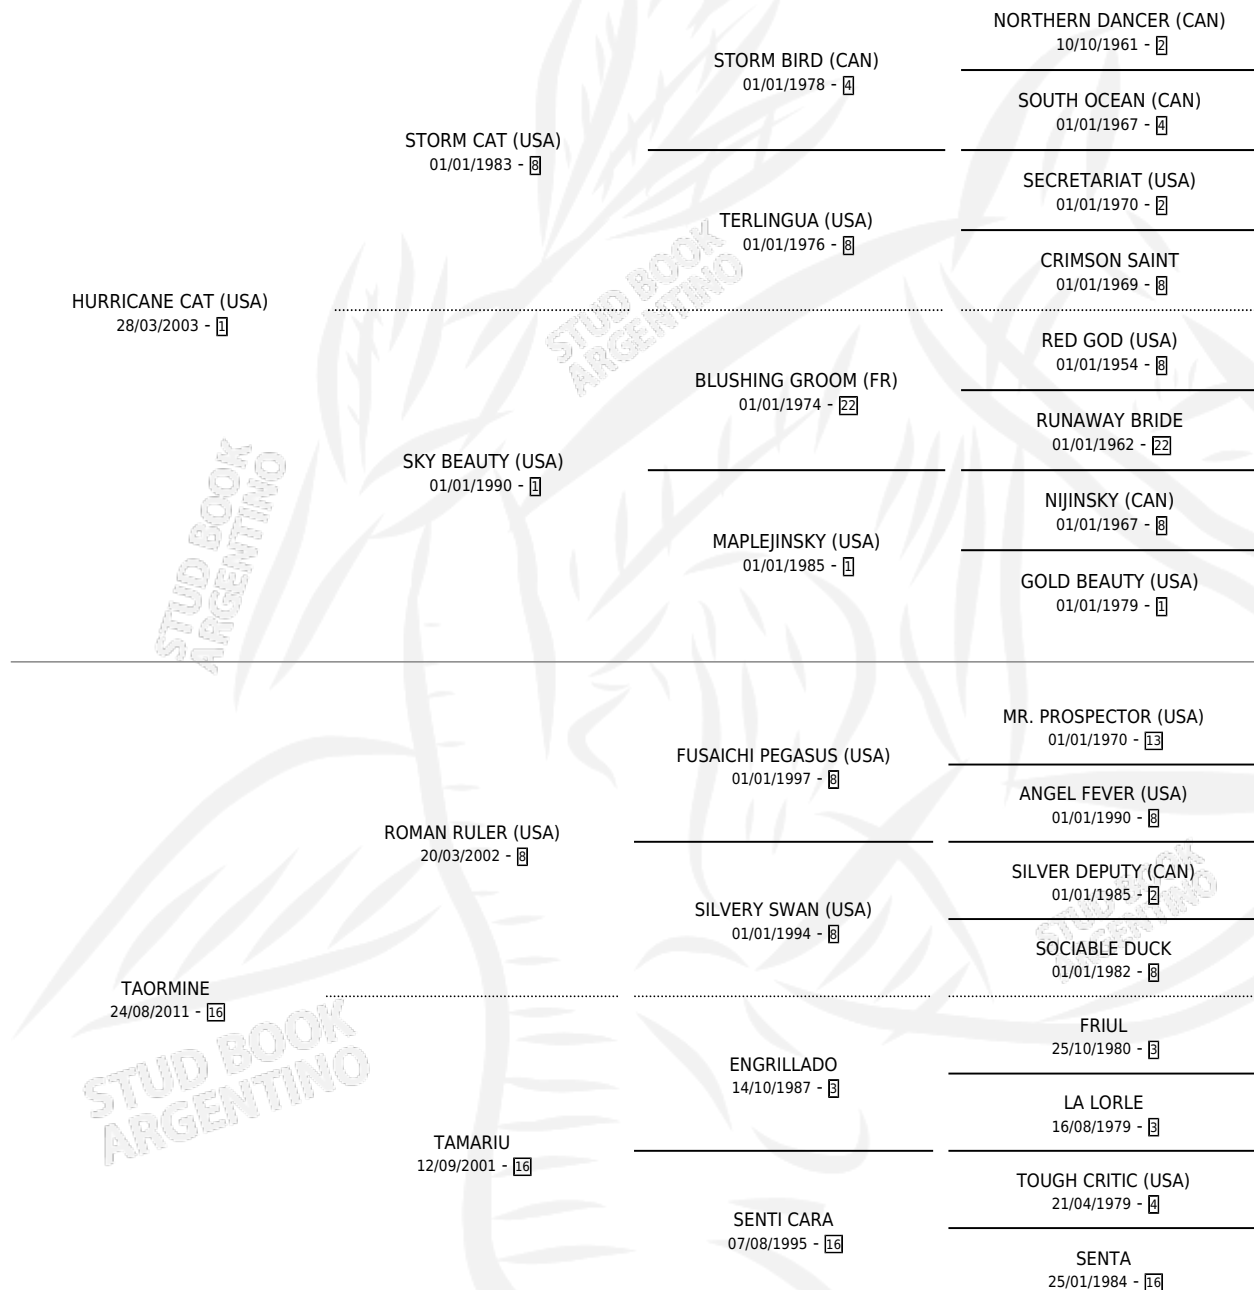 NORTHERN DANCER (CAN)
10/10/1961 - 2
STORM BIRD (CAN)
01/01/1978 - 4
SOUTH OCEAN (CAN)
01/01/1967 - 4
STORM CAT (USA)
01/01/1983 - 8
SECRETARIAT (USA)
01/01/1970 - 2
TERLINGUA (USA)
01/01/1976 - 8
CRIMSON SAINT
01/01/1969 - 8
HURRICANE CAT (USA)
28/03/2003 - 1
RED GOD (USA)
01/01/1954 - 8
BLUSHING GROOM (FR)
01/01/1974 - 22
RUNAWAY BRIDE
01/01/1962 - 22
SKY BEAUTY (USA)
01/01/1990 - 1
NIJINSKY (CAN)
01/01/1967 - 8
MAPLEJINSKY (USA)
01/01/1985 - 1
GOLD BEAUTY (USA)
01/01/1979 - 1
MR. PROSPECTOR (USA)
01/01/1970 - 13
FUSAICHI PEGASUS (USA)
01/01/1997 - 8
ANGEL FEVER (USA)
01/01/1990 - 8
ROMAN RULER (USA)
20/03/2002 - 8
SILVER DEPUTY (CAN)
01/01/1985 - 2
SILVERY SWAN (USA)
01/01/1994 - 8
SOCIABLE DUCK
01/01/1982 - 8
TAORMINE
24/08/2011 - 16
FRIUL
25/10/1980 - 3
ENGRILLADO
14/10/1987 - 3
LA LORLE
16/08/1979 - 3
TAMARIU
12/09/2001 - 16
TOUGH CRITIC (USA)
21/04/1979 - 4
SENTI CARA
07/08/1995 - 16
SENTA
25/01/1984 - 16
STUD BOOK
ARGENTINO
STUD BOOK
ARGENTINO
STUD BOOK
ARGENTINO
STUD BOOK
ARGENTINO